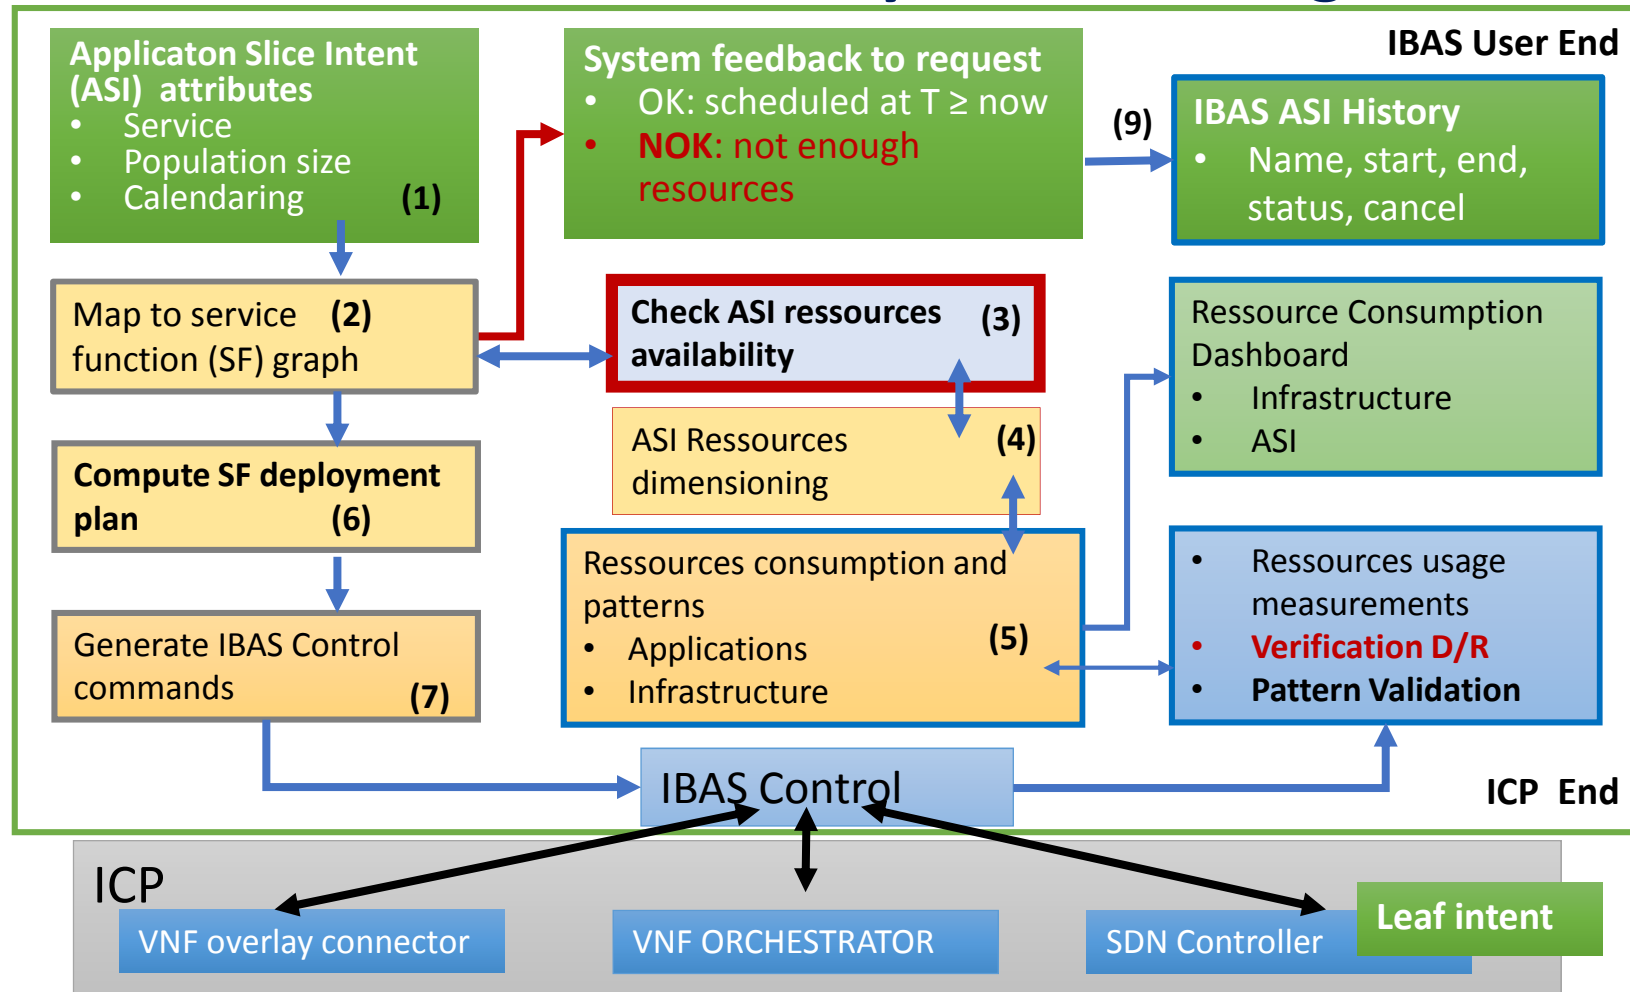 IBAS User End
Applicaton Slice Intent
(ASI) attributes
• Service
• Population size
• Calendaring (1)
System feedback to request
• OK: scheduled at T ≥ now
• NOK: not enough
resources
(9)
IBAS ASI History
• Name, start, end,
status, cancel
Map to service (2)
function (SF) graph
Check ASI ressources (3)
availability
Ressource Consumption
Dashboard
• Infrastructure
• ASI
ASI Ressources (4)
dimensioning
Compute SF deployment
plan (6)
Ressources consumption and
patterns
• Applications (5)
• Infrastructure
• Ressources usage
measurements
• Verification D/R
• Pattern Validation
Generate IBAS Control
commands (7)
IBAS Control
ICP End
ICP
VNF overlay connector
VNF ORCHESTRATOR
SDN Controller
Leaf intent